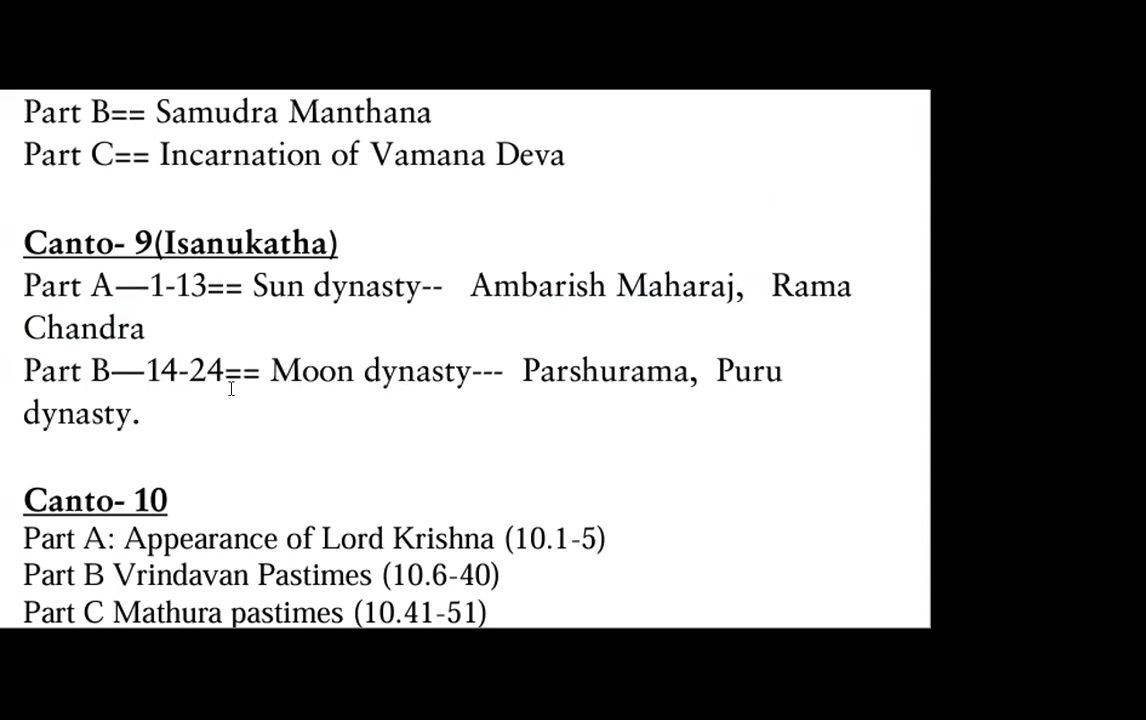 Part B== Samudra Manthana
Part C== Incarnation of Vamana Deva
Canto- 9(Isanukatha)
Part A—1-13== Sun dynasty-- Ambarish Maharaj, Rama
Chandra
Part B—14-24== Moon dynasty--- Parshurama, Puru
dynasty.
Canto- 10
Part A: Appearance of Lord Krishna (10.1-5)
Part B Vrindavan Pastimes (10.6-40)
Part C Mathura pastimes (10.41-51)